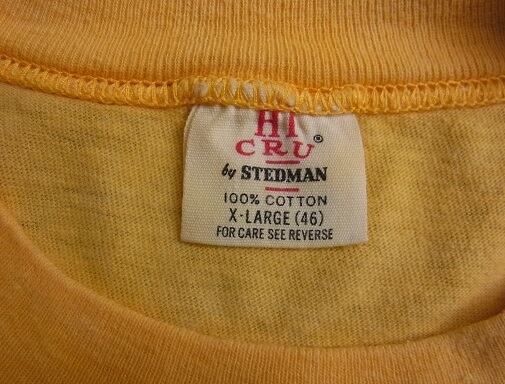 HI
CRU®
by STEDMAN
100% COTTON
X-LARGE (46)
FOR CARE SEE REVERSE